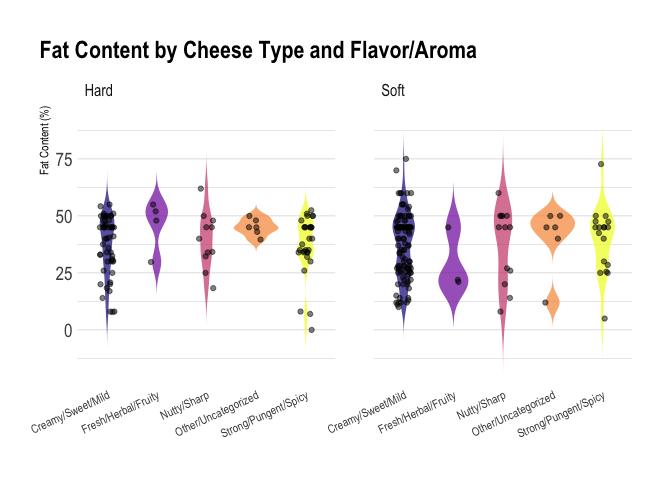 Fat Content by Cheese Type and Flavor/Aroma
Hard
Soft
Fat Content (%)
75
50
25
0
Creamy/Sweet/Mild
Fresh/Herbal/Fruity
Nutty/Sharp
Other/Uncategorized
Strong/Pungent/Spicy
Creamy/Sweet/Mild
Fresh/Herbal/Fruity
Nutty/Sharp
Other/Uncategorized
Strong/Pungent/Spicy